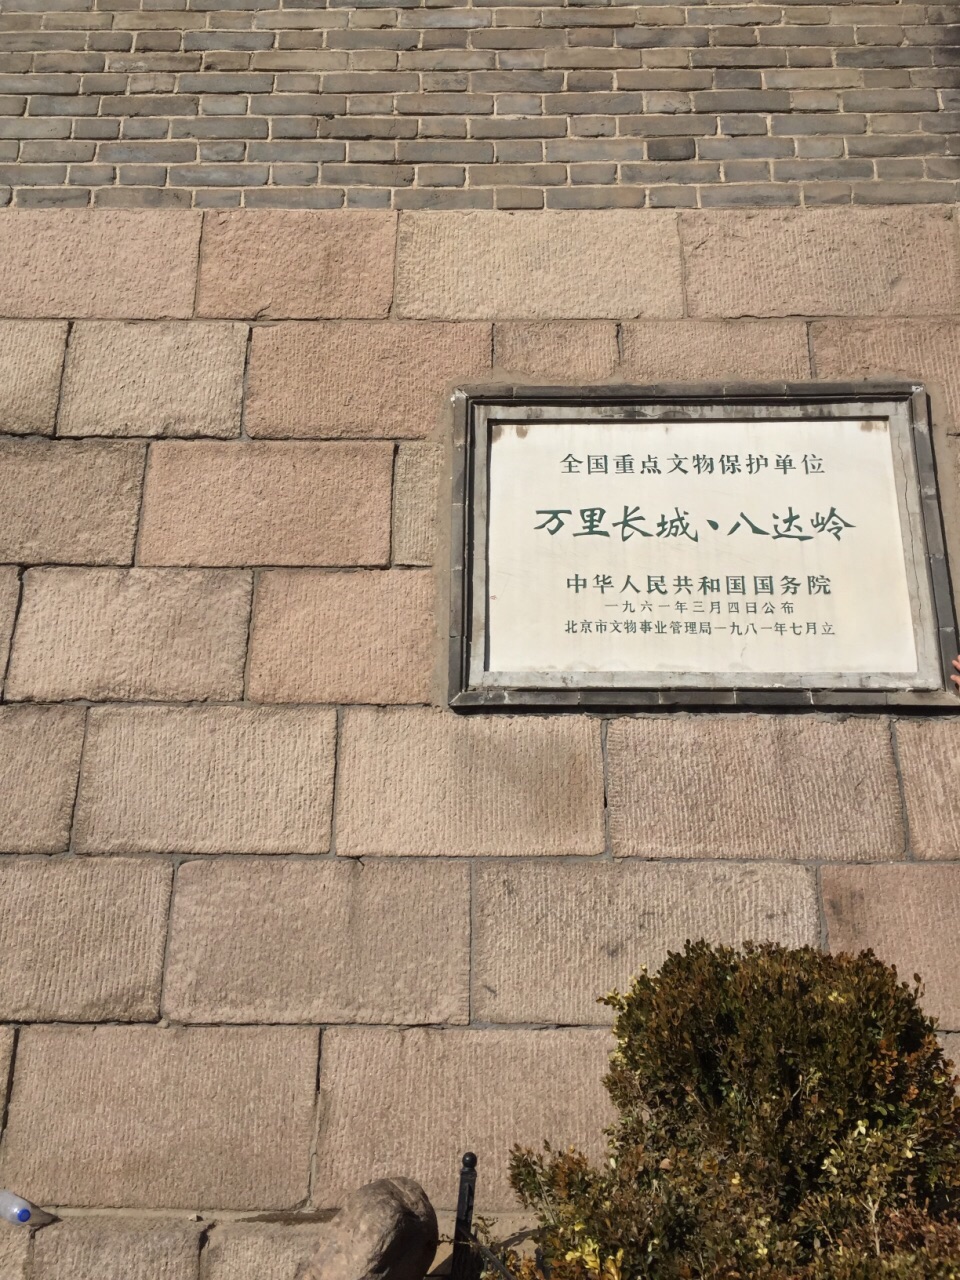 全国重点文物保护单位
万里长城、八达岭
中华人民共和国国务院
一九六一年三月四日公布
北京市文物事业管理局一九八一年七月立